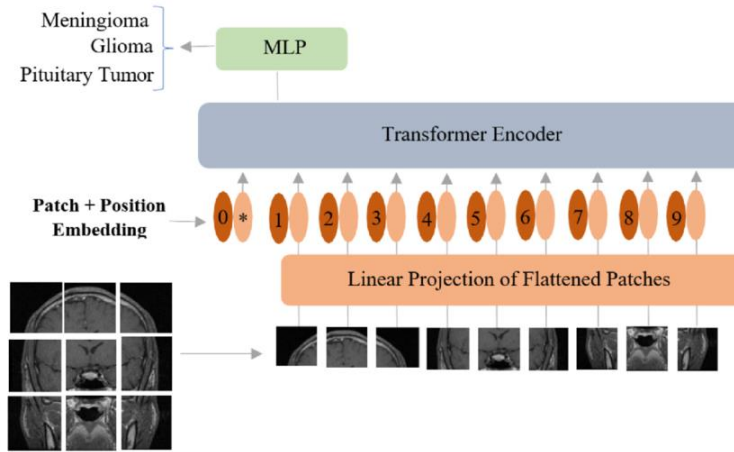 Meningioma
Glioma
Pituitary Tumor
MLP
Transformer Encoder
Patch + Position
Embedding
0 * 1 2 3 4 5 6 7 8 9
Linear Projection of Flattened Patches